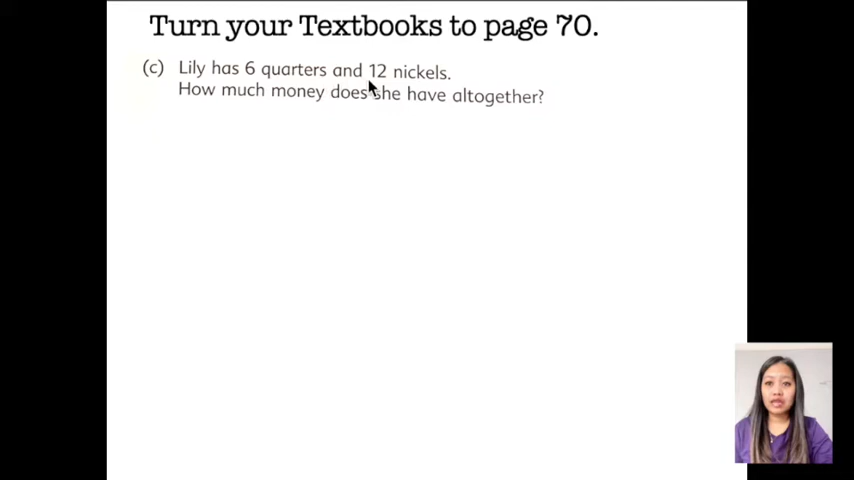 Turn your Textbooks to page 70.
(c) Lily has 6 quarters and 12 nickels.
How much money does she have altogether?